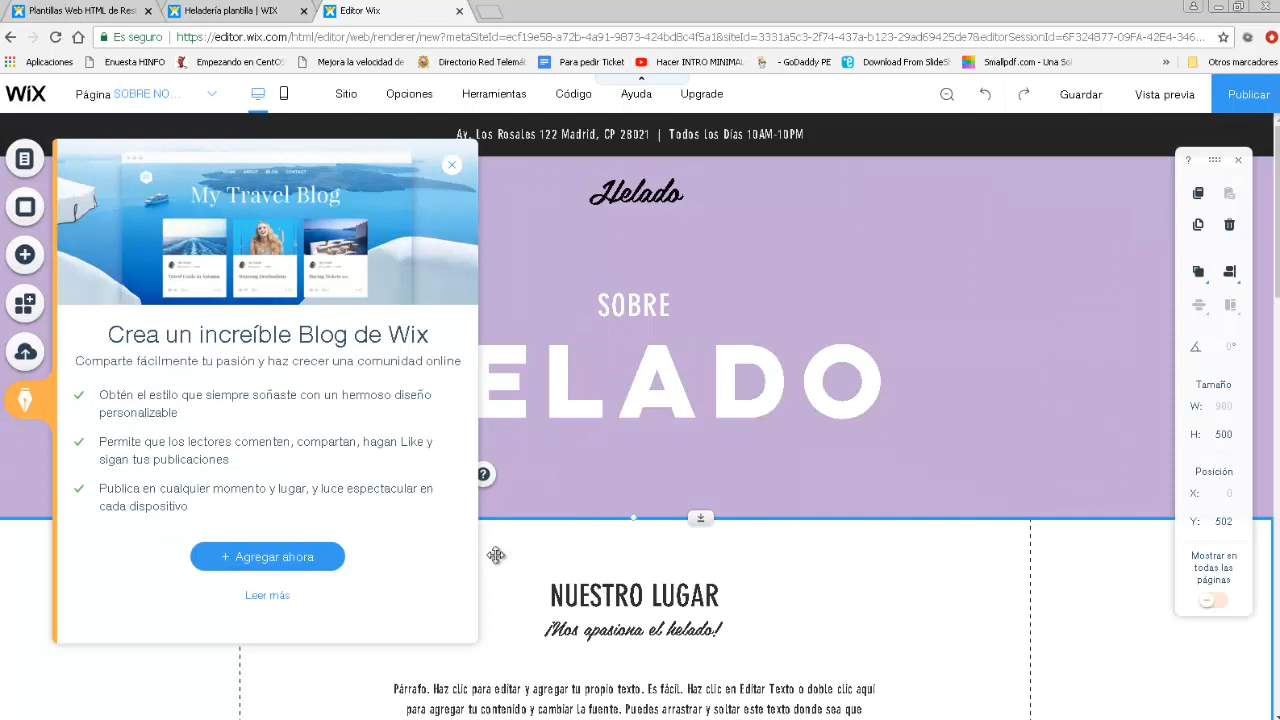 Plantillas Web HTML de Res
Heladería plantilla | WIX
Editor Wix
Es seguro
https://editor.wix.com/html/editor/web/renderer/new?metaSiteId=ecf19e58-a72b-4a91-9873-424bd8c4f5a1&siteId=3331a5c3-2f74-437a-b123-29ad69425de7&editorSessionId=6F324B77-09FA-42E4-346...
Aplicaciones
Enuesta HINFO
Empezando en CentOS
Mejora la velocidad de
Directorio Red Telemá
Para pedir Ticket
Hacer INTRO MINIMAL
- GoDaddy PE
Download From SlideS
Smallpdf.com - Una Sol
»
Otros marcadores
WiX
Página SOBRE NO...
Sitio
Opciones
Herramientas
Código
Ayuda
Upgrade
Guardar
Vista previa
Publicar
Av. Los Rosales 122 Madrid, CP 28021 | Todos los Días 10AM-10PM
Helado
SOBRE
ELADO
My Travel Blog
Crea un increíble Blog de Wix
Comparte fácilmente tu pasión y haz crecer una comunidad online
Obtén el estilo que siempre soñaste con un hermoso diseño
personalizable
Permite que los lectores comenten, compartan, hagan Like y
sigan tus publicaciones
Publica en cualquier momento y lugar, y luce espectacular en
cada dispositivo
+ Agregar ahora
Leer más
?
NUESTRO LUGAR
¡Nos apasiona el helado!
Párrafo. Haz clic para editar y agregar tu propio texto. Es fácil. Haz clic en Editar Texto o doble clic aquí
para agregar tu contenido y cambiar la fuente. Puedes arrastrar y soltar este texto donde sea que
?
0°
Tamaño
W: 980
H: 500
Posición
X: 0
Y: 502
Mostrar en
todas las
páginas